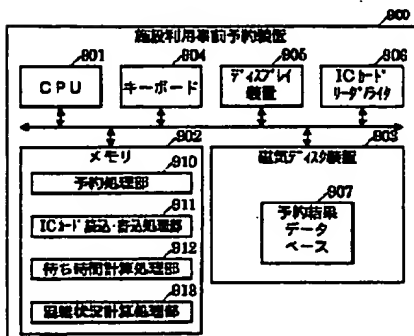 900
施設利用事前予約装置
901
904
905
906
CPU
キーボード
ディスプレイ
装置
ICカード
リーダ/ライタ
902
903
メモリ
磁気ディスク装置
910
予約処理部
911
ICカード読込・書込処理部
912
待ち時間計算処理部
913
混雑状況計算処理部
907
予約結果
データ
ベース